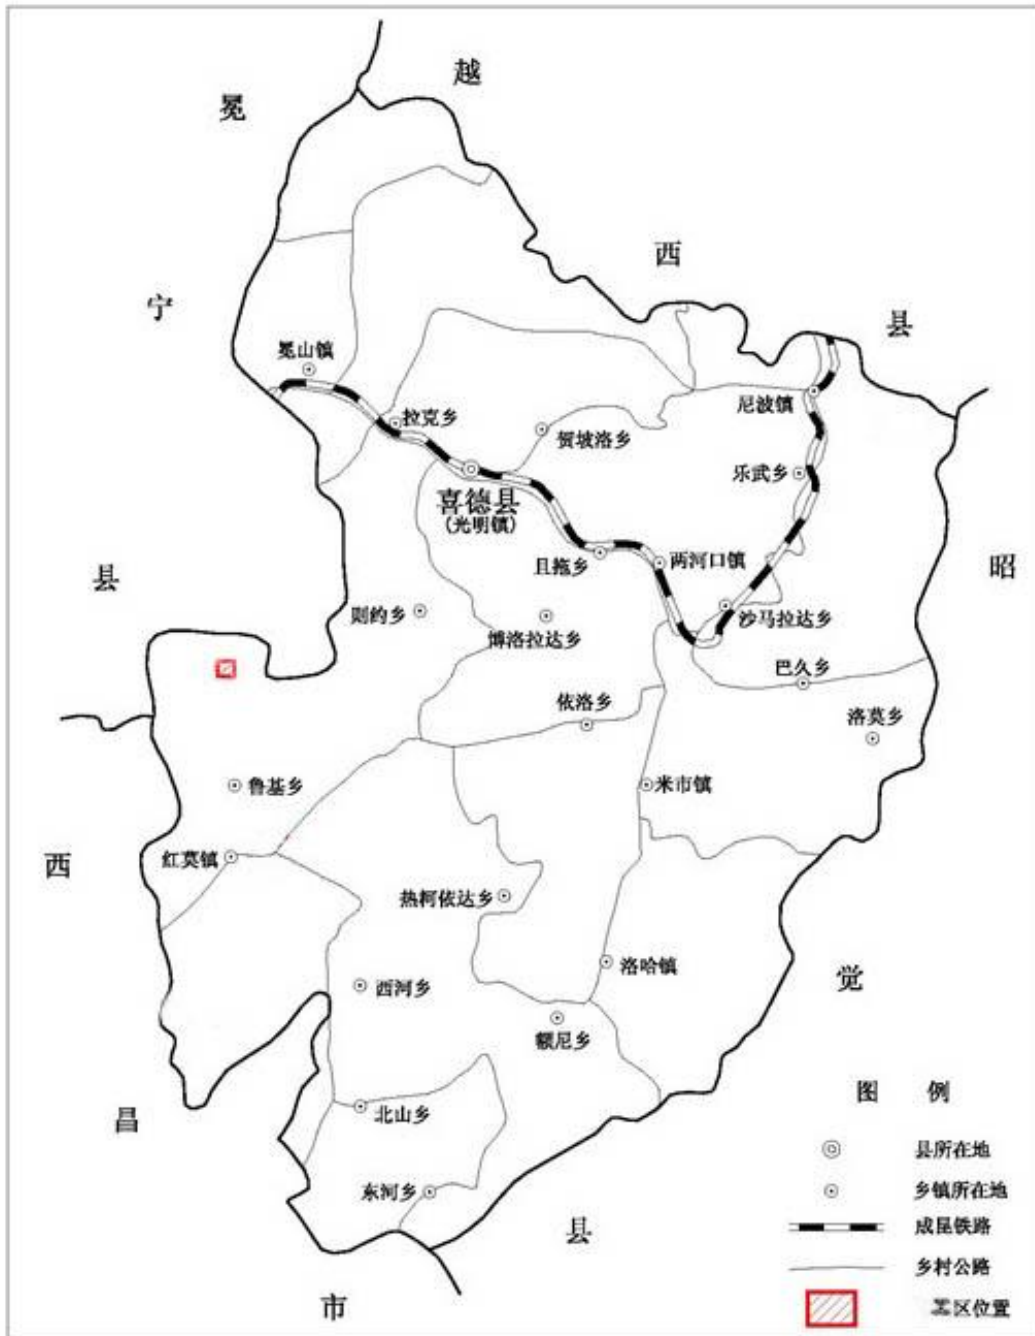 越
冕
西
宁
县
冕山镇
尼波镇
拉克乡
贺坡洛乡
乐武乡
喜德县
(光明镇)
且拖乡
两河口镇
昭
县
则约乡
博洛拉达乡
沙马拉达乡
巴久乡
依洛乡
洛莫乡
鲁基乡
米市镇
西
红莫镇
热柯依达乡
洛哈镇
觉
西河乡
额尼乡
昌
北山乡
东河乡
县
市
图 例
县所在地
乡镇所在地
成昆铁路
乡村公路
区位置